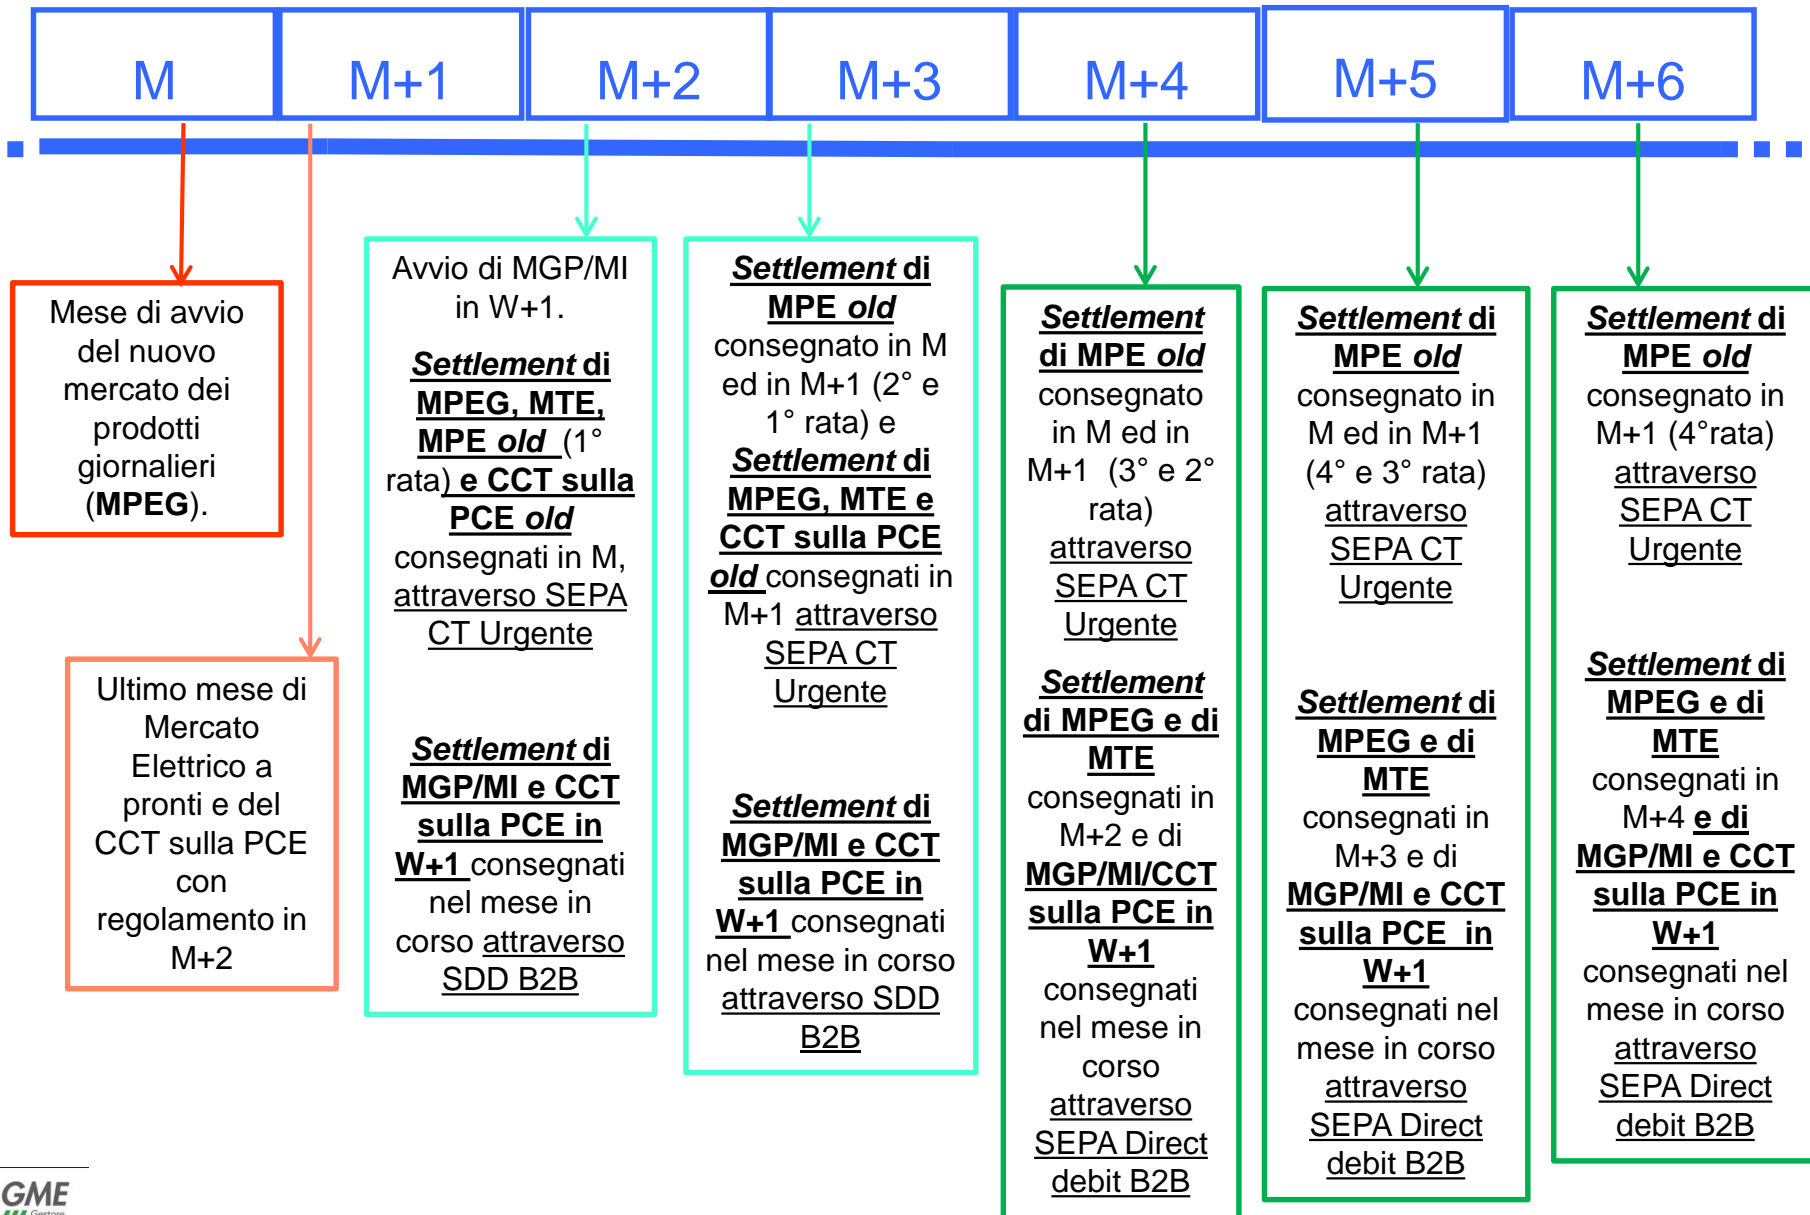 M
M+1
M+2
M+3
M+4
M+5
M+6
Mese di avvio
del nuovo
mercato dei
prodotti
giornalieri
(MPEG).
Ultimo mese di
Mercato
Elettrico a
pronti e del
CCT sulla PCE
con
regolamento in
M+2
Avvio di MGP/MI
in W+1.
Settlement di
MPEG, MTE,
MPE old (1°
rata) e CCT sulla
PCE old
consegnati in M,
attraverso SEPA
CT Urgente
Settlement di
MGP/MI e CCT
sulla PCE in
W+1 consegnati
nel mese in
corso attraverso
SDD B2B
Settlement di
MPE old
consegnato in M
ed in M+1 (2° e
1° rata) e
Settlement di
MPEG, MTE e
CCT sulla PCE
old consegnati in
M+1 attraverso
SEPA CT
Urgente
Settlement di
MGP/MI e CCT
sulla PCE in
W+1 consegnati
nel mese in corso
attraverso SDD
B2B
Settlement
di MPE old
consegnato
in M ed in
M+1 (3° e 2°
rata)
attraverso
SEPA CT
Urgente
Settlement
di MPEG e di
MTE
consegnati in
M+2 e di
MGP/MI/CCT
sulla PCE in
W+1
consegnati
nel mese in
corso
attraverso
SEPA Direct
debit B2B
Settlement di
MPE old
consegnato in
M ed in M+1
(4° e 3° rata)
attraverso
SEPA CT
Urgente
Settlement di
MPEG e di
MTE
consegnati in
M+3 e di
MGP/MI e CCT
sulla PCE in
W+1
consegnati nel
mese in corso
attraverso
SEPA Direct
debit B2B
Settlement di
MPE old
consegnato in
M+1 (4°rata)
attraverso
SEPA CT
Urgente
Settlement di
MPEG e di
MTE
consegnati in
M+4 e di
MGP/MI e CCT
sulla PCE in
W+1
consegnati nel
mese in corso
attraverso
SEPA Direct
debit B2B
GME
Gestore